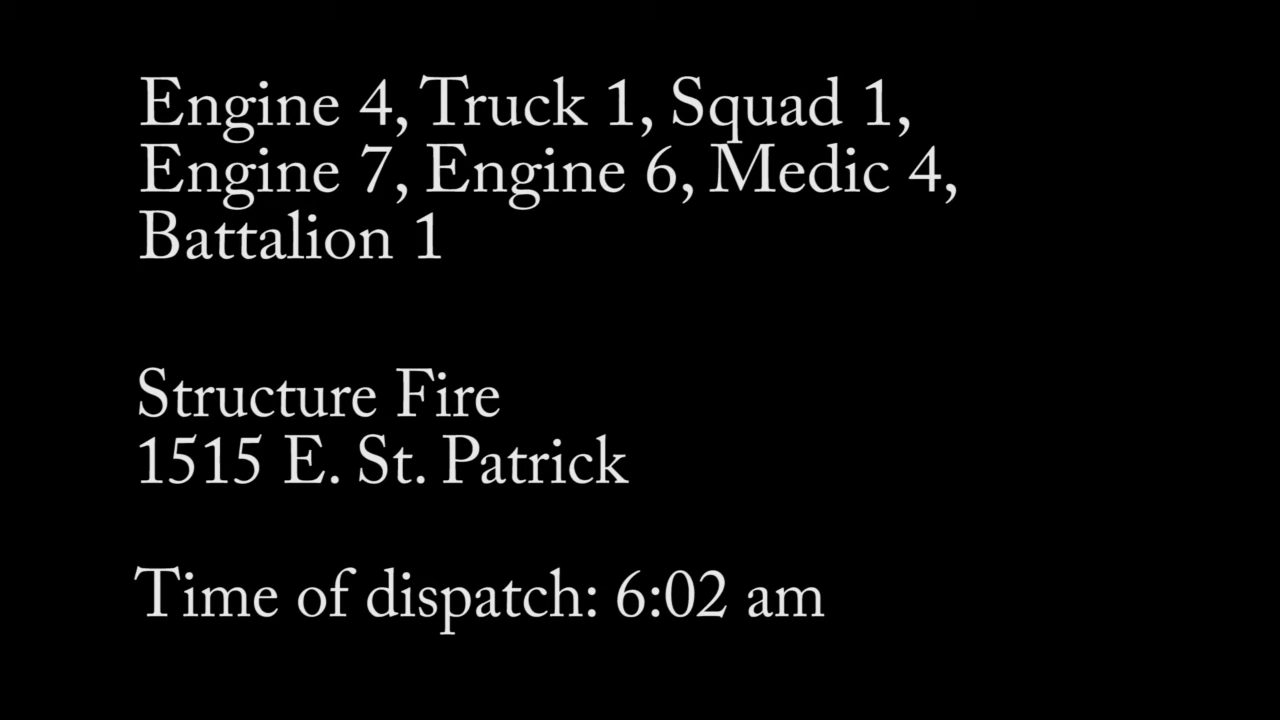 Engine 4, Truck 1, Squad 1,
Engine 7, Engine 6, Medic 4,
Battalion 1
Structure Fire
1515 E. St. Patrick
Time of dispatch: 6:02 am